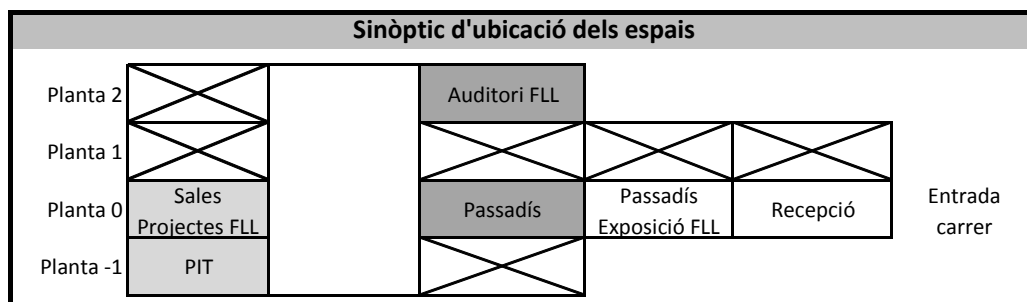 Sinòptic d'ubicació dels espais
Planta 2
Auditori FLL
Planta 1
Planta 0
Sales
Projectes FLL
Passadís
Passadís
Exposició FLL
Recepció
Entrada
carrer
Planta -1
PIT